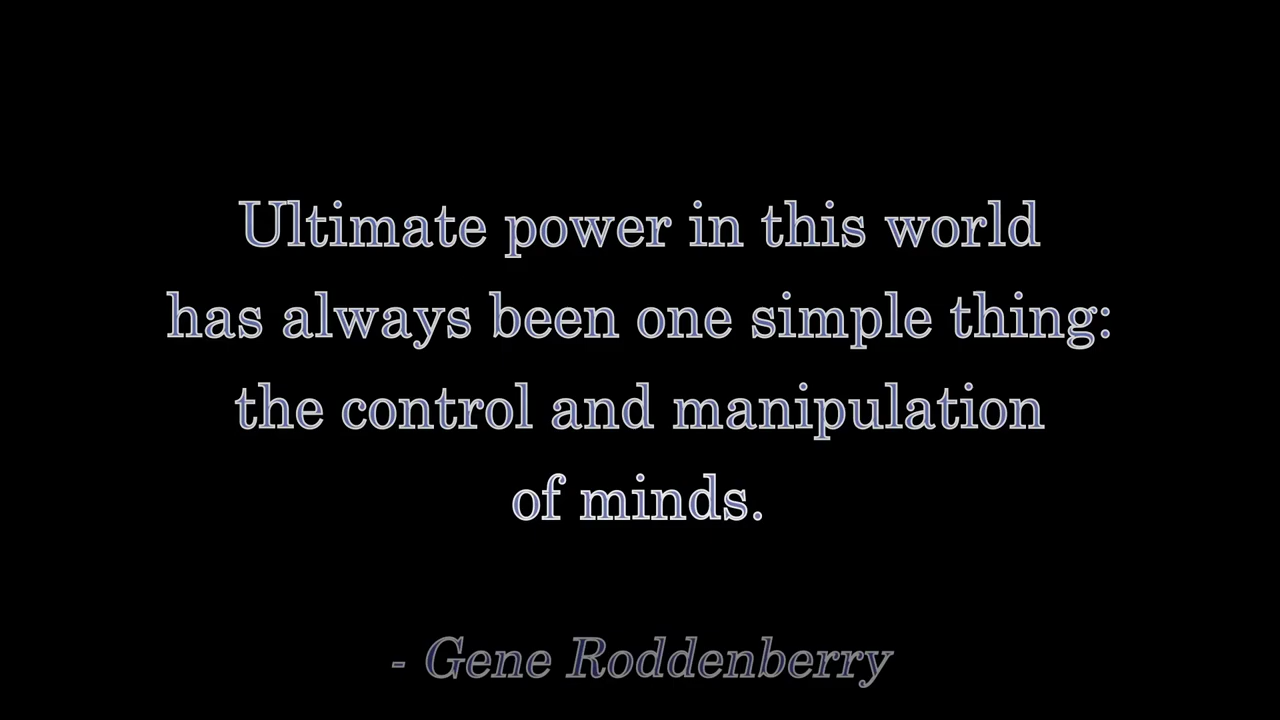 Ultimate power in this world
has always been one simple thing:
the control and manipulation
of minds.
- Gene Roddenberry